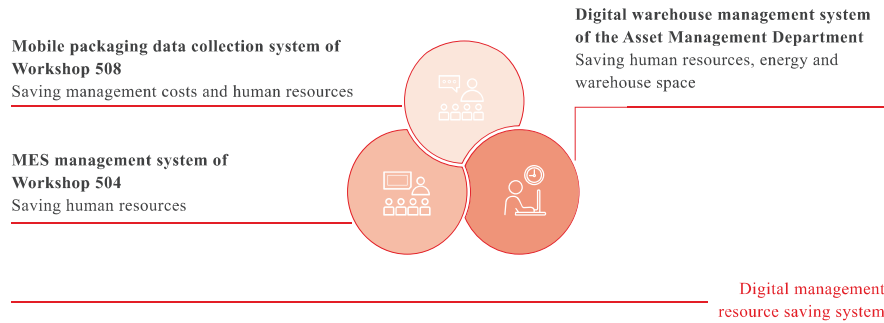 Mobile packaging data collection system of
Workshop 508
Saving management costs and human resources
MES management system of
Workshop 504
Saving human resources
Digital warehouse management system
of the Asset Management Department
Saving human resources, energy and
warehouse space
Digital management
resource saving system